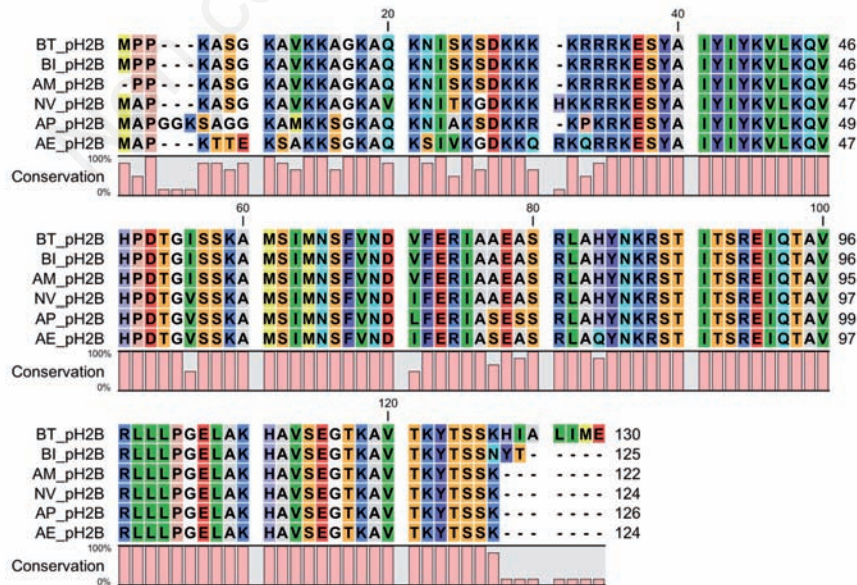 20 40
BT_pH2B MPP---KASG KAVKKAGKAQ KNISKSDKKK -KRRRKESYA IYIYKVLKQV 46
BI_pH2B MPP---KASG KAVKKAGKAQ KNISKSDKKK -KRRRKESYA IYIYKVLKQV 46
AM_pH2B -PP---KASG KAVKKAGKAQ KNISKSDKKK -KRRRKESYA IYIYKVLKQV 45
NV_pH2B MAP---KASG KAVKKAGKAV KNITKGDKKR HKKRRKESYA IYIYKVLKQV 47
AP_pH2B MAPGGKSAGG KAMKKSGKAQ KNIAKSDKKR -KPRRKESYA IYIYKVLKQV 49
AE_pH2B MAP---KTTE KSAKKSGKAQ KSIVKGDKKQ RKQRRKESYA IYIYKVLKQV 47
100%
Conservation
0%
60 80 100
BT_pH2B HPDTGISSKA MSIMNSFVND VFERIAAEAS RLAHYNKRST ITSREIQTAV 96
BI_pH2B HPDTGISSKA MSIMNSFVND VFERIAAEAS RLAHYNKRST ITSREIQTAV 96
AM_pH2B HPDTGISSKA MSIMNSFVND VFERIAAEAS RLAHYNKRST ITSREIQTAV 95
NV_pH2B HPDTGVSSKA MSIMNSFVND IFERIAAEAS RLAHYNKRST ITSREIQTAV 97
AP_pH2B HPDTGVSSKA MSIMNSFVND LFERIASESS RLAHYNKRST ITSREIQTAV 99
AE_pH2B HPDTGVSSKA MSIMNSFVND IFERIASEAS RLAQYNKRST ITSREIQTAV 97
100%
Conservation
0%
120
BT_pH2B RLLLPGELAK HAVSEGTKAV TKYTSSKHIA LIME 130
BI_pH2B RLLLPGELAK HAVSEGTKAV TKYTSSNYT- ---- 125
AM_pH2B RLLLPGELAK HAVSEGTKAV TKYTSSK--- ---- 122
NV_pH2B RLLLPGELAK HAVSEGTKAV TKYTSSK--- ---- 124
AP_pH2B RLLLPGELAK HAVSEGTKAV TKYTSSK--- ---- 126
AE_pH2B RLLLPGELAK HAVSEGTKAV TKYTSSK--- ---- 124
100%
Conservation
0%